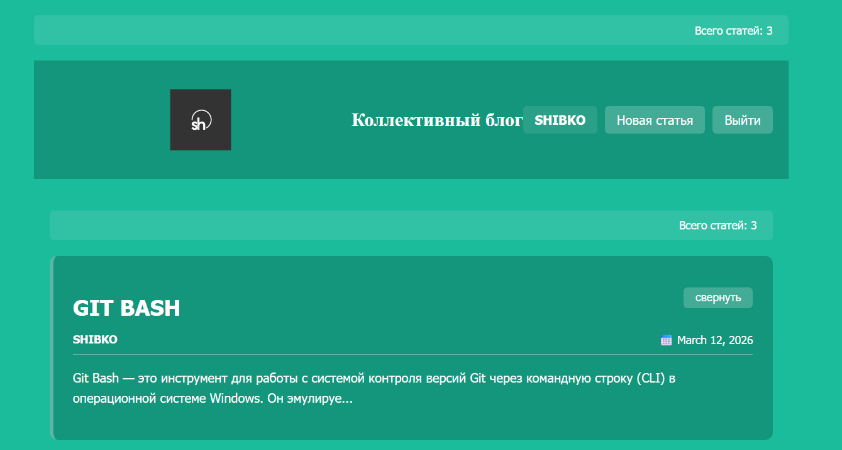 Всего статей: 3
sh
Коллективный блог SHIBKO Новая статья Выйти
Всего статей: 3
GIT BASH свернуть
SHIBKO March 12, 2026
Git Bash — это инструмент для работы с системой контроля версий Git через командную строку (CLI) в
операционной системе Windows. Он эмулируе...